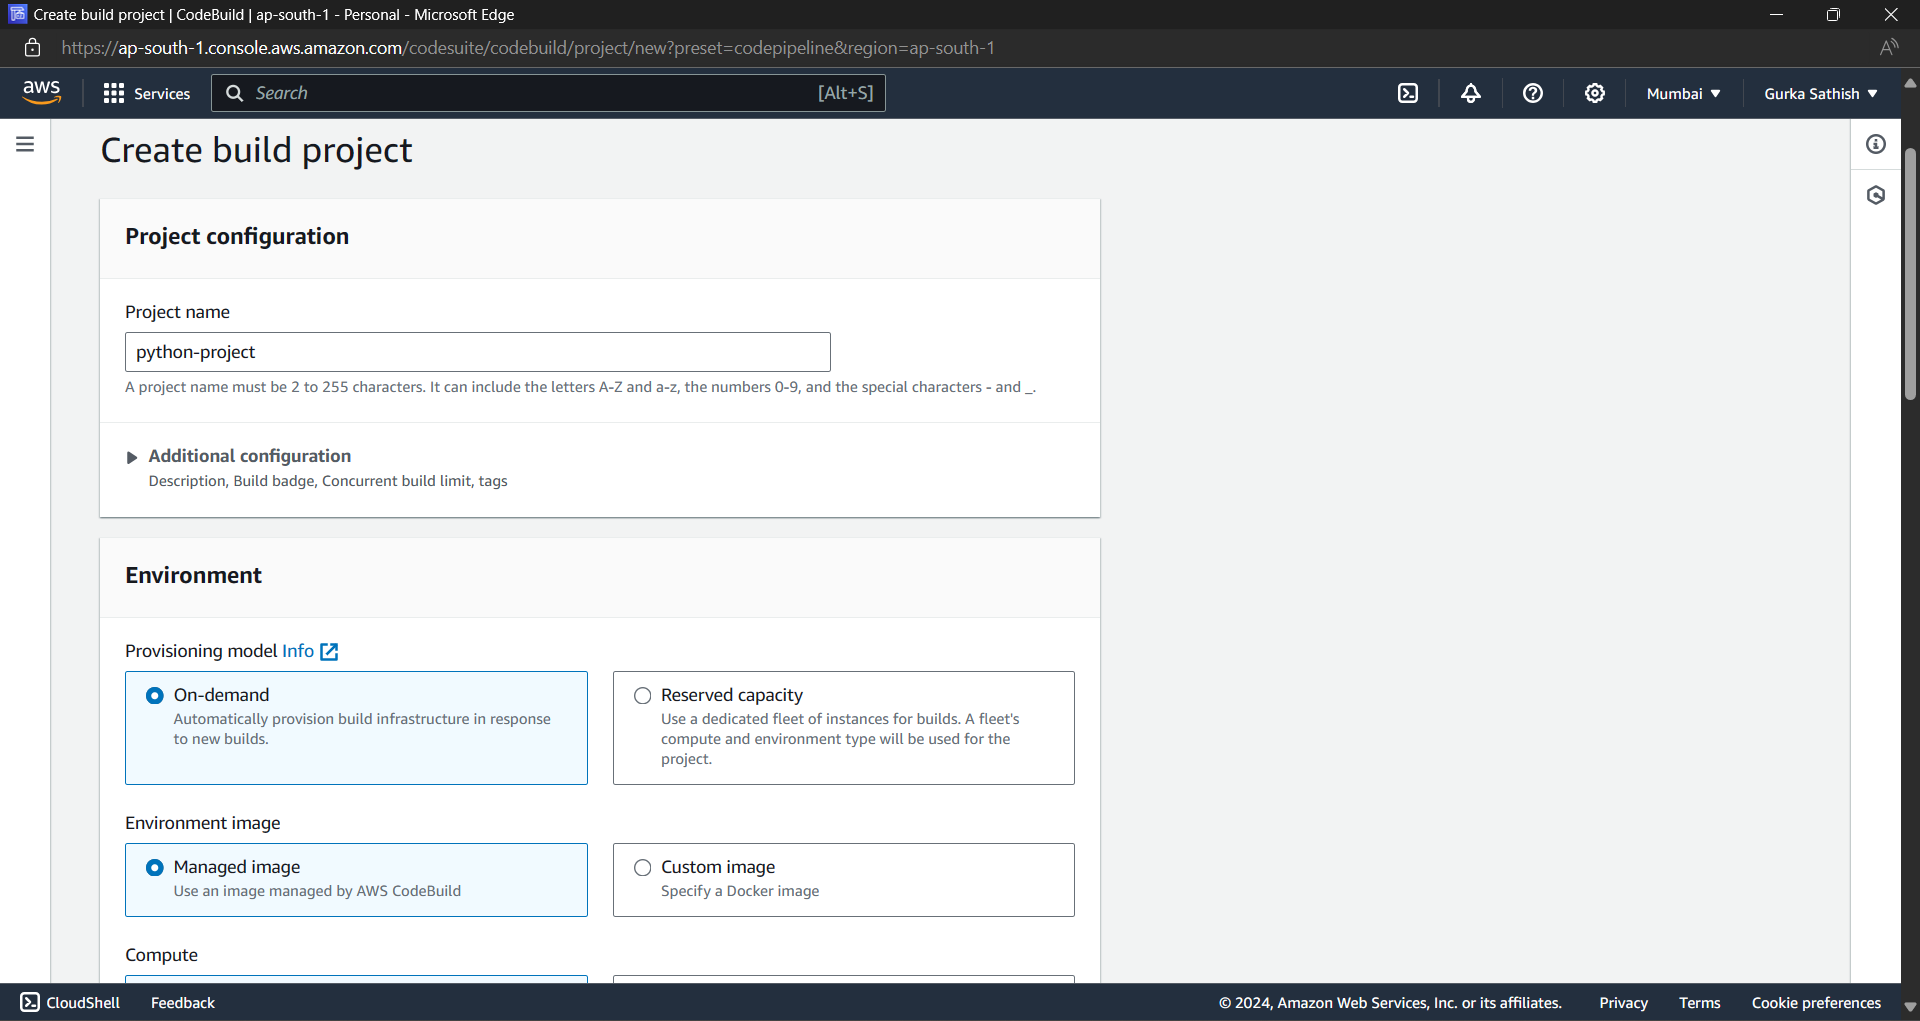 Create build project | CodeBuild | ap-south-1 - Personal - Microsoft Edge
https://ap-south-1.console.aws.amazon.com/codesuite/codebuild/project/new?preset=codepipeline&region=ap-south-1
aws Services Search [Alt+S] Mumbai Gurka Sathish
Create build project
Project configuration
Project name
python-project
A project name must be 2 to 255 characters. It can include the letters A-Z and a-z, the numbers 0-9, and the special characters - and _.
Additional configuration
Description, Build badge, Concurrent build limit, tags
Environment
Provisioning model Info
On-demand
Automatically provision build infrastructure in response
to new builds.
Reserved capacity
Use a dedicated fleet of instances for builds. A fleet's
compute and environment type will be used for the
project.
Environment image
Managed image
Use an image managed by AWS CodeBuild
Custom image
Specify a Docker image
Compute
CloudShell Feedback © 2024, Amazon Web Services, Inc. or its affiliates. Privacy Terms Cookie preferences